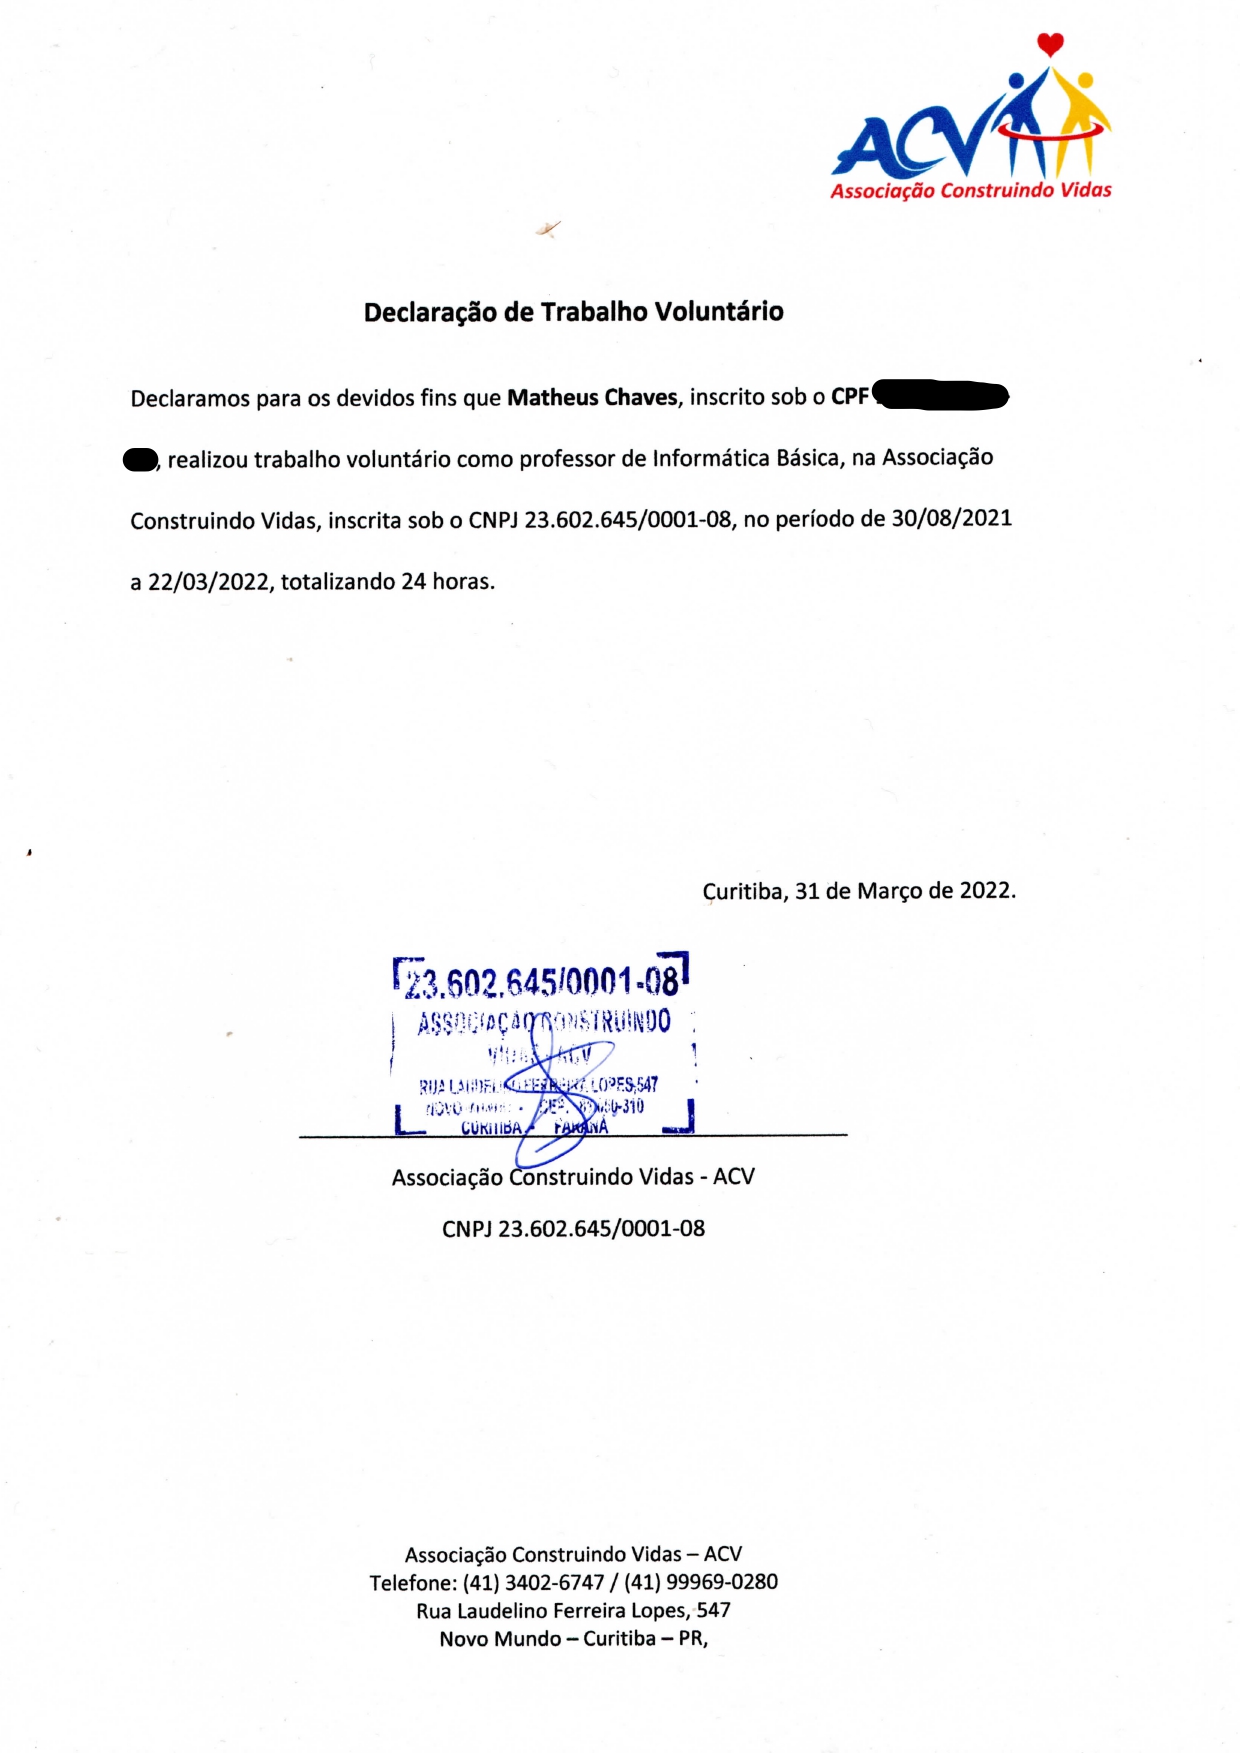 ACV
Associação Construindo Vidas
Declaração de Trabalho Voluntário
Declaramos para os devidos fins que Matheus Chaves, inscrito sob o CPF
, realizou trabalho voluntário como professor de Informática Básica, na Associação
Construindo Vidas, inscrita sob o CNPJ 23.602.645/0001-08, no período de 30/08/2021
a 22/03/2022, totalizando 24 horas.
Curitiba, 31 de Março de 2022.
23.602.645/0001-08
ASSOCIAÇÃO CONSTRUINDO
VIDAS - ACV
RUA LAUDELINO FERREIRA LOPES,547
NOVO - CEP. -310
CURITIBA - PARANÁ
Associação Construindo Vidas - ACV
CNPJ 23.602.645/0001-08
Associação Construindo Vidas – ACV
Telefone: (41) 3402-6747 / (41) 99969-0280
Rua Laudelino Ferreira Lopes, 547
Novo Mundo – Curitiba – PR,